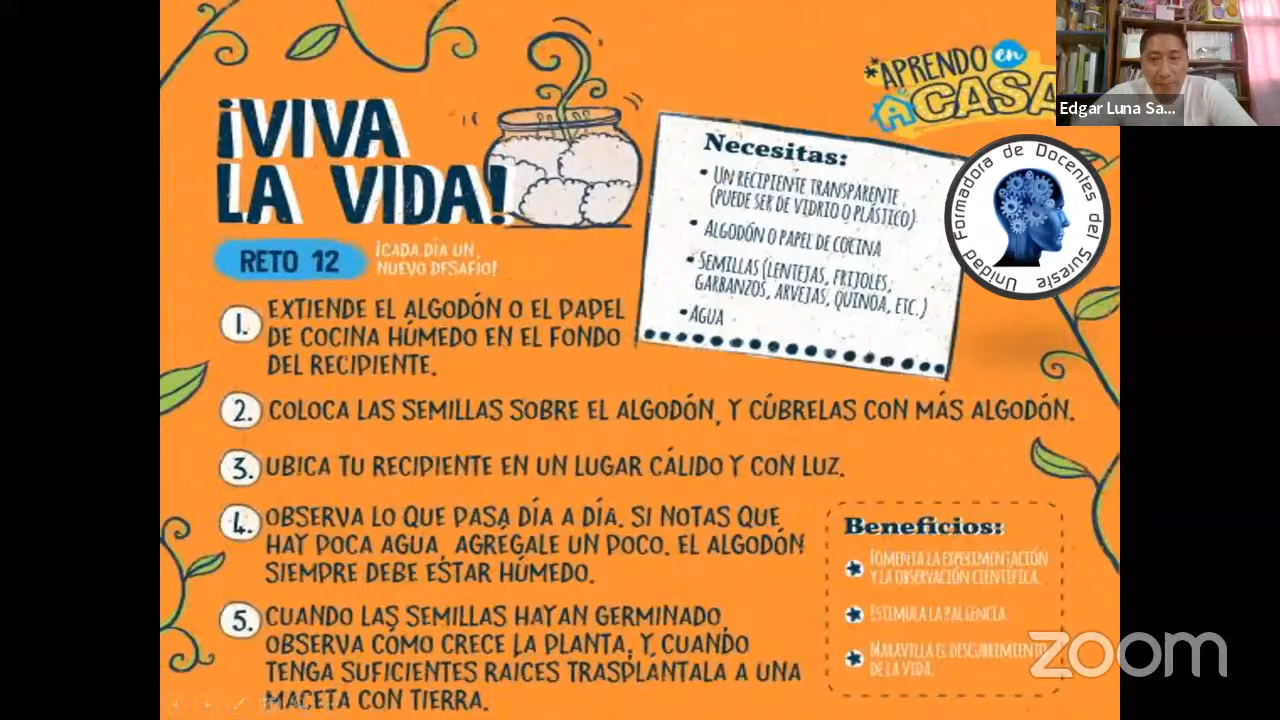 *APRENDO en
CASA
Edgar Luna Sa...
¡VIVA
LA VIDA!
RETO 12
¡CADA DÍA UN
NUEVO DESAFÍO!
Necesitas:
• UN RECIPIENTE TRANSPARENTE
(PUEDE SER DE VIDRIO O PLÁSTICO)
• ALGODÓN O PAPEL DE COCINA
• SEMILLAS (LENTEJAS, FRIJOLES,
GARBANZOS, ARVEJAS, QUINOA, ETC.)
• AGUA
Unidad Formadora de Docentes del Sureste
1. EXTIENDE EL ALGODÓN O EL PAPEL
DE COCINA HÚMEDO EN EL FONDO
DEL RECIPIENTE.
2. COLOCA LAS SEMILLAS SOBRE EL ALGODÓN, Y CÚBRELAS CON MÁS ALGODÓN.
3. UBICA TU RECIPIENTE EN UN LUGAR CÁLIDO Y CON LUZ.
4. OBSERVA LO QUE PASA DÍA A DÍA. SI NOTAS QUE
HAY POCA AGUA, AGRÉGALE UN POCO. EL ALGODÓN
SIEMPRE DEBE ESTAR HÚMEDO.
5. CUANDO LAS SEMILLAS HAYAN GERMINADO,
OBSERVA CÓMO CRECE LA PLANTA, Y CUANDO
TENGA SUFICIENTES RAICES TRASPLÁNTALA A UNA
MACETA CON TIERRA.
Beneficios:
FOMENTA LA EXPERIMENTACIÓN
Y LA OBSERVACIÓN CIENTÍFICA.
ESTIMULA LA PACIENCIA.
MARAVILLA EL DESCUBRIMIENTO
DE LA VIDA.
zoom